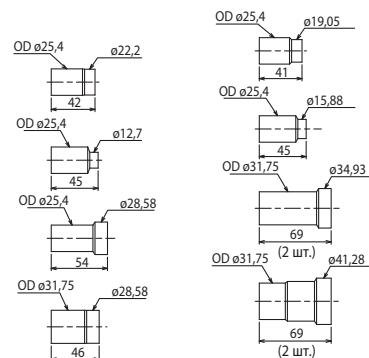 OD ø25,4
ø22,2
42
OD ø25,4
ø12,7
45
OD ø25,4
ø28,58
54
OD ø31,75
ø28,58
46
OD ø25,4
ø19,05
41
OD ø25,4
ø15,88
45
OD ø31,75
ø34,93
69
(2 шт.)
OD ø31,75
ø41,28
69
(2 шт.)